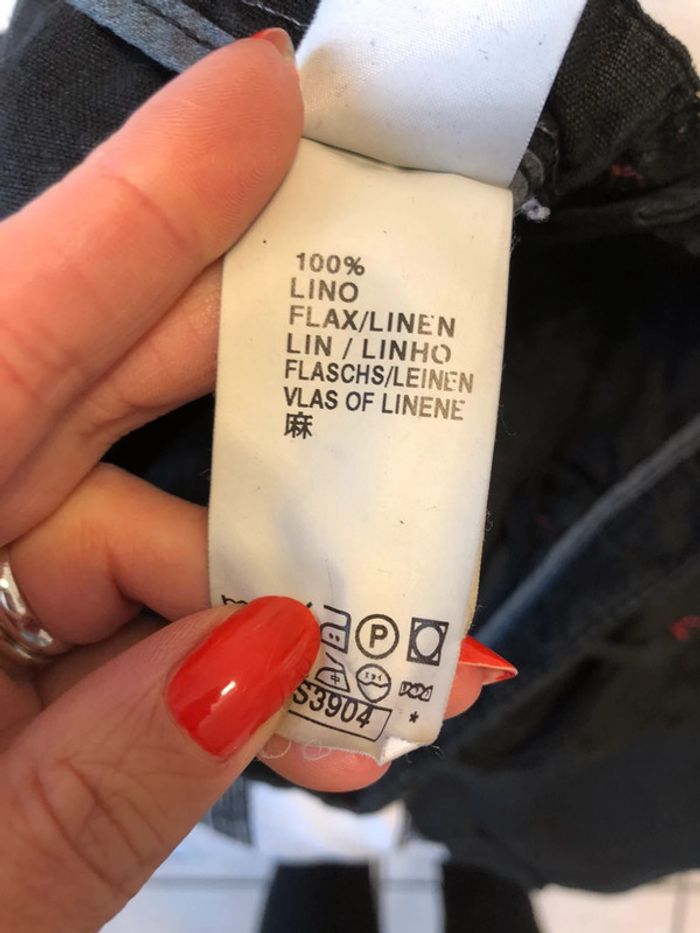 100%
LINO
FLAX/LINEN
LIN / LINHO
FLASCHS/LEINEN
VLAS OF LINENE
麻
P
S3904
*